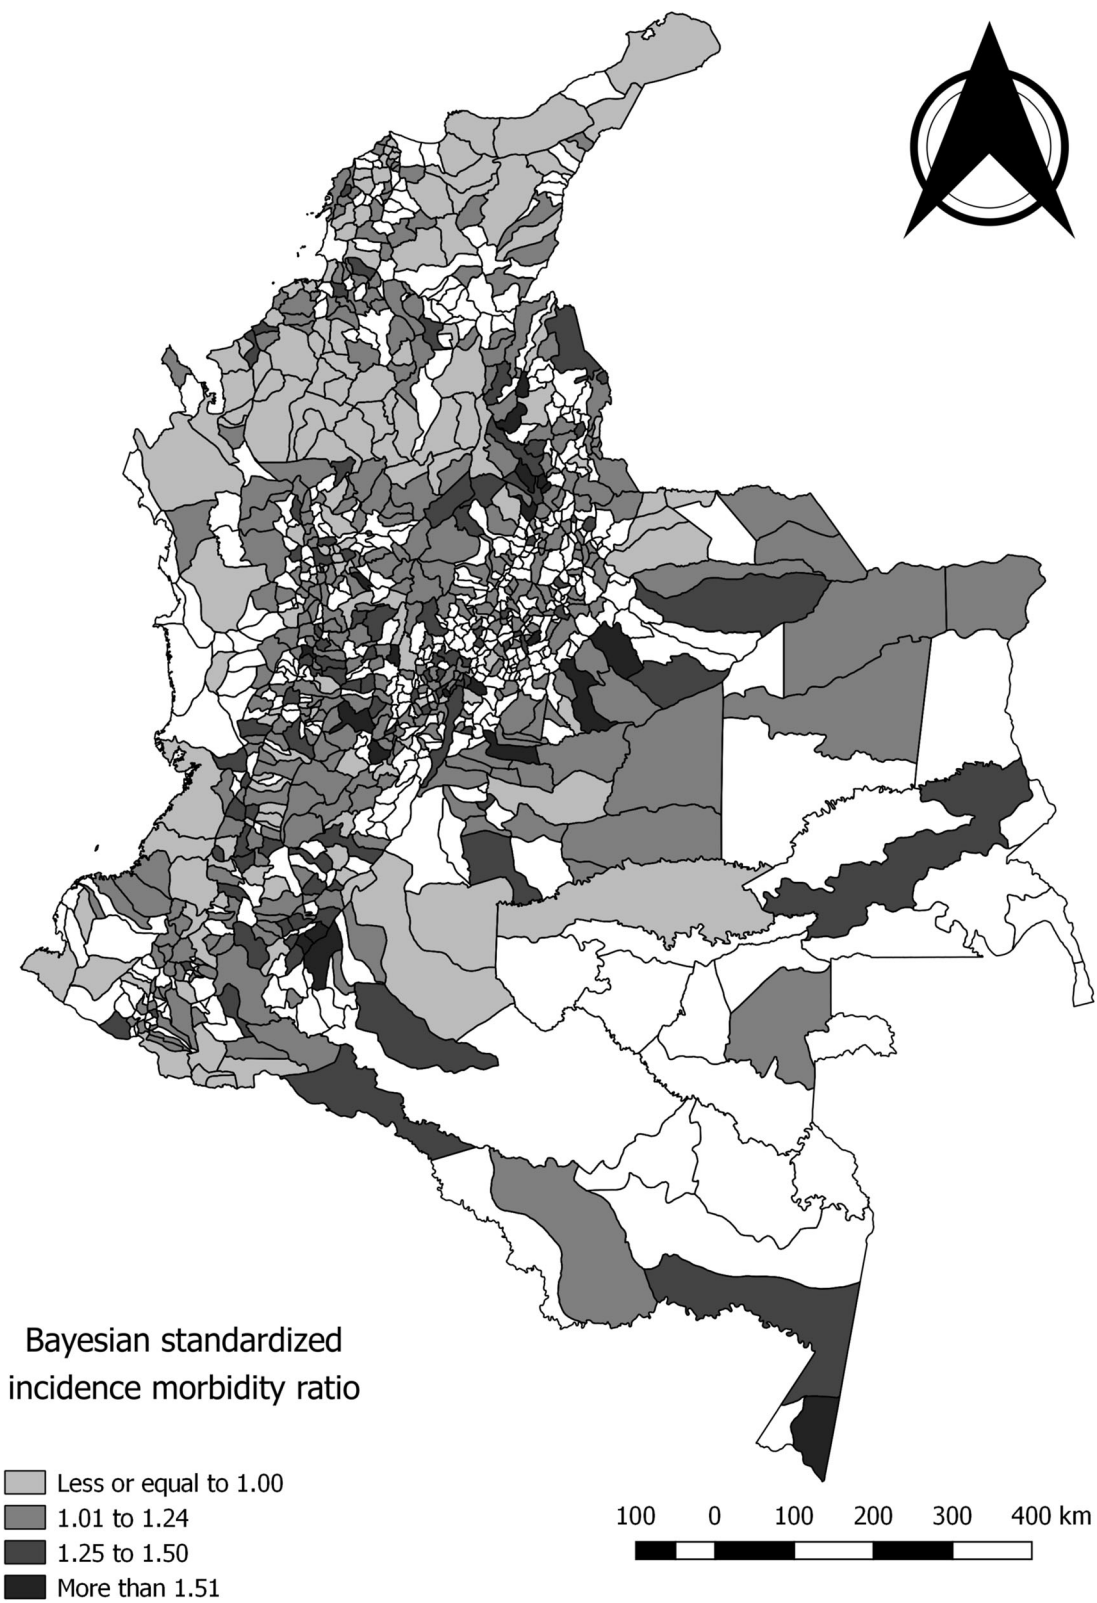 Bayesian standardized
incidence morbidity ratio
Less or equal to 1.00
1.01 to 1.24
1.25 to 1.50
More than 1.51
100 0 100 200 300 400 km